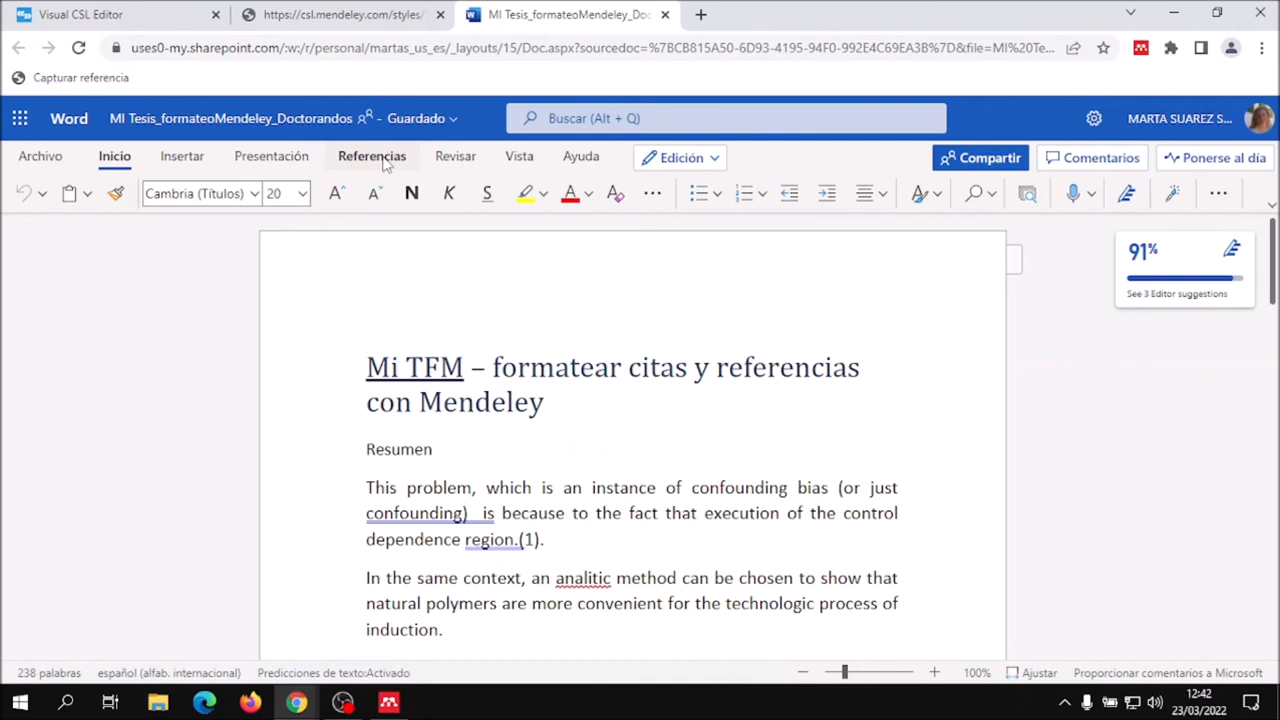 Visual CSL Editor
https://csl.mendeley.com/styles/
MI Tesis_formateoMendeley_Doc
uses0-my.sharepoint.com/:w:/r/personal/martas_us_es/_layouts/15/Doc.aspx?sourcedoc=%7BCB815A50-6D93-4195-94F0-992E4C69EA3B%7D&file=MI%20Te...
Capturar referencia
Word MI Tesis_formateoMendeley_Doctorandos - Guardado Buscar (Alt + Q) MARTA SUAREZ S...
Archivo Inicio Insertar Presentación Referencias Revisar Vista Ayuda Edición Compartir Comentarios Ponerse al día
Cambria (Títulos) 20 A A N K S A A
91%
See 3 Editor suggestions
Mi TFM – formatear citas y referencias
con Mendeley
Resumen
This problem, which is an instance of confounding bias (or just
confounding) is because to the fact that execution of the control
dependence region.(1).
In the same context, an analitic method can be chosen to show that
natural polymers are more convenient for the technologic process of
induction.
238 palabras español (alfab. internacional) Predicciones de texto:Activado 100% Ajustar Proporcionar comentarios a Microsoft
12:42
23/03/2022